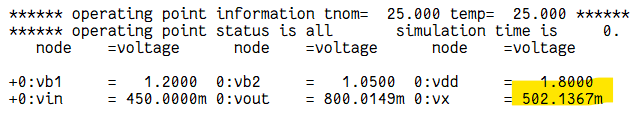 ****** operating point information tnom=  25.000 temp=  25.000 ******
****** operating point status is all       simulation time is     0.
node    =voltage    node    =voltage    node    =voltage
+0:vb1    =   1.2000  0:vb2    =   1.0500  0:vdd    =   1.8000
+0:vin    = 450.0000m 0:vout   = 800.0149m 0:vx     = 502.1367m